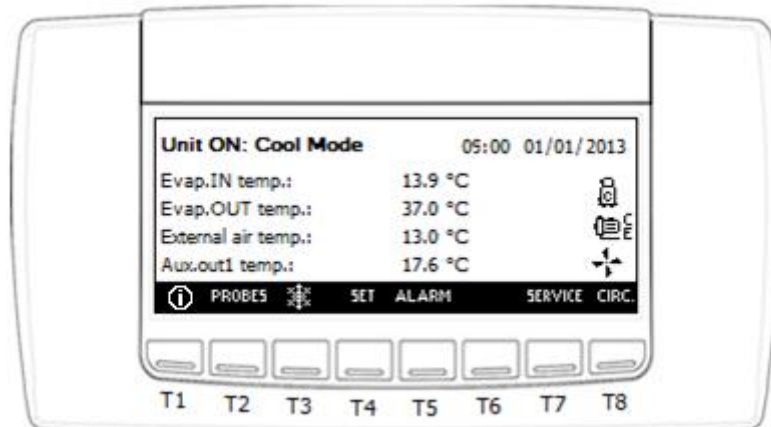 Unit ON: Cool Mode 05:00 01/01/2013
Evap.IN temp.: 13.9 °C
Evap.OUT temp.: 37.0 °C
External air temp.: 13.0 °C
Aux.out1 temp.: 17.6 °C
i PROBES SET ALARM SERVICE CIRC.
T1 T2 T3 T4 T5 T6 T7 T8